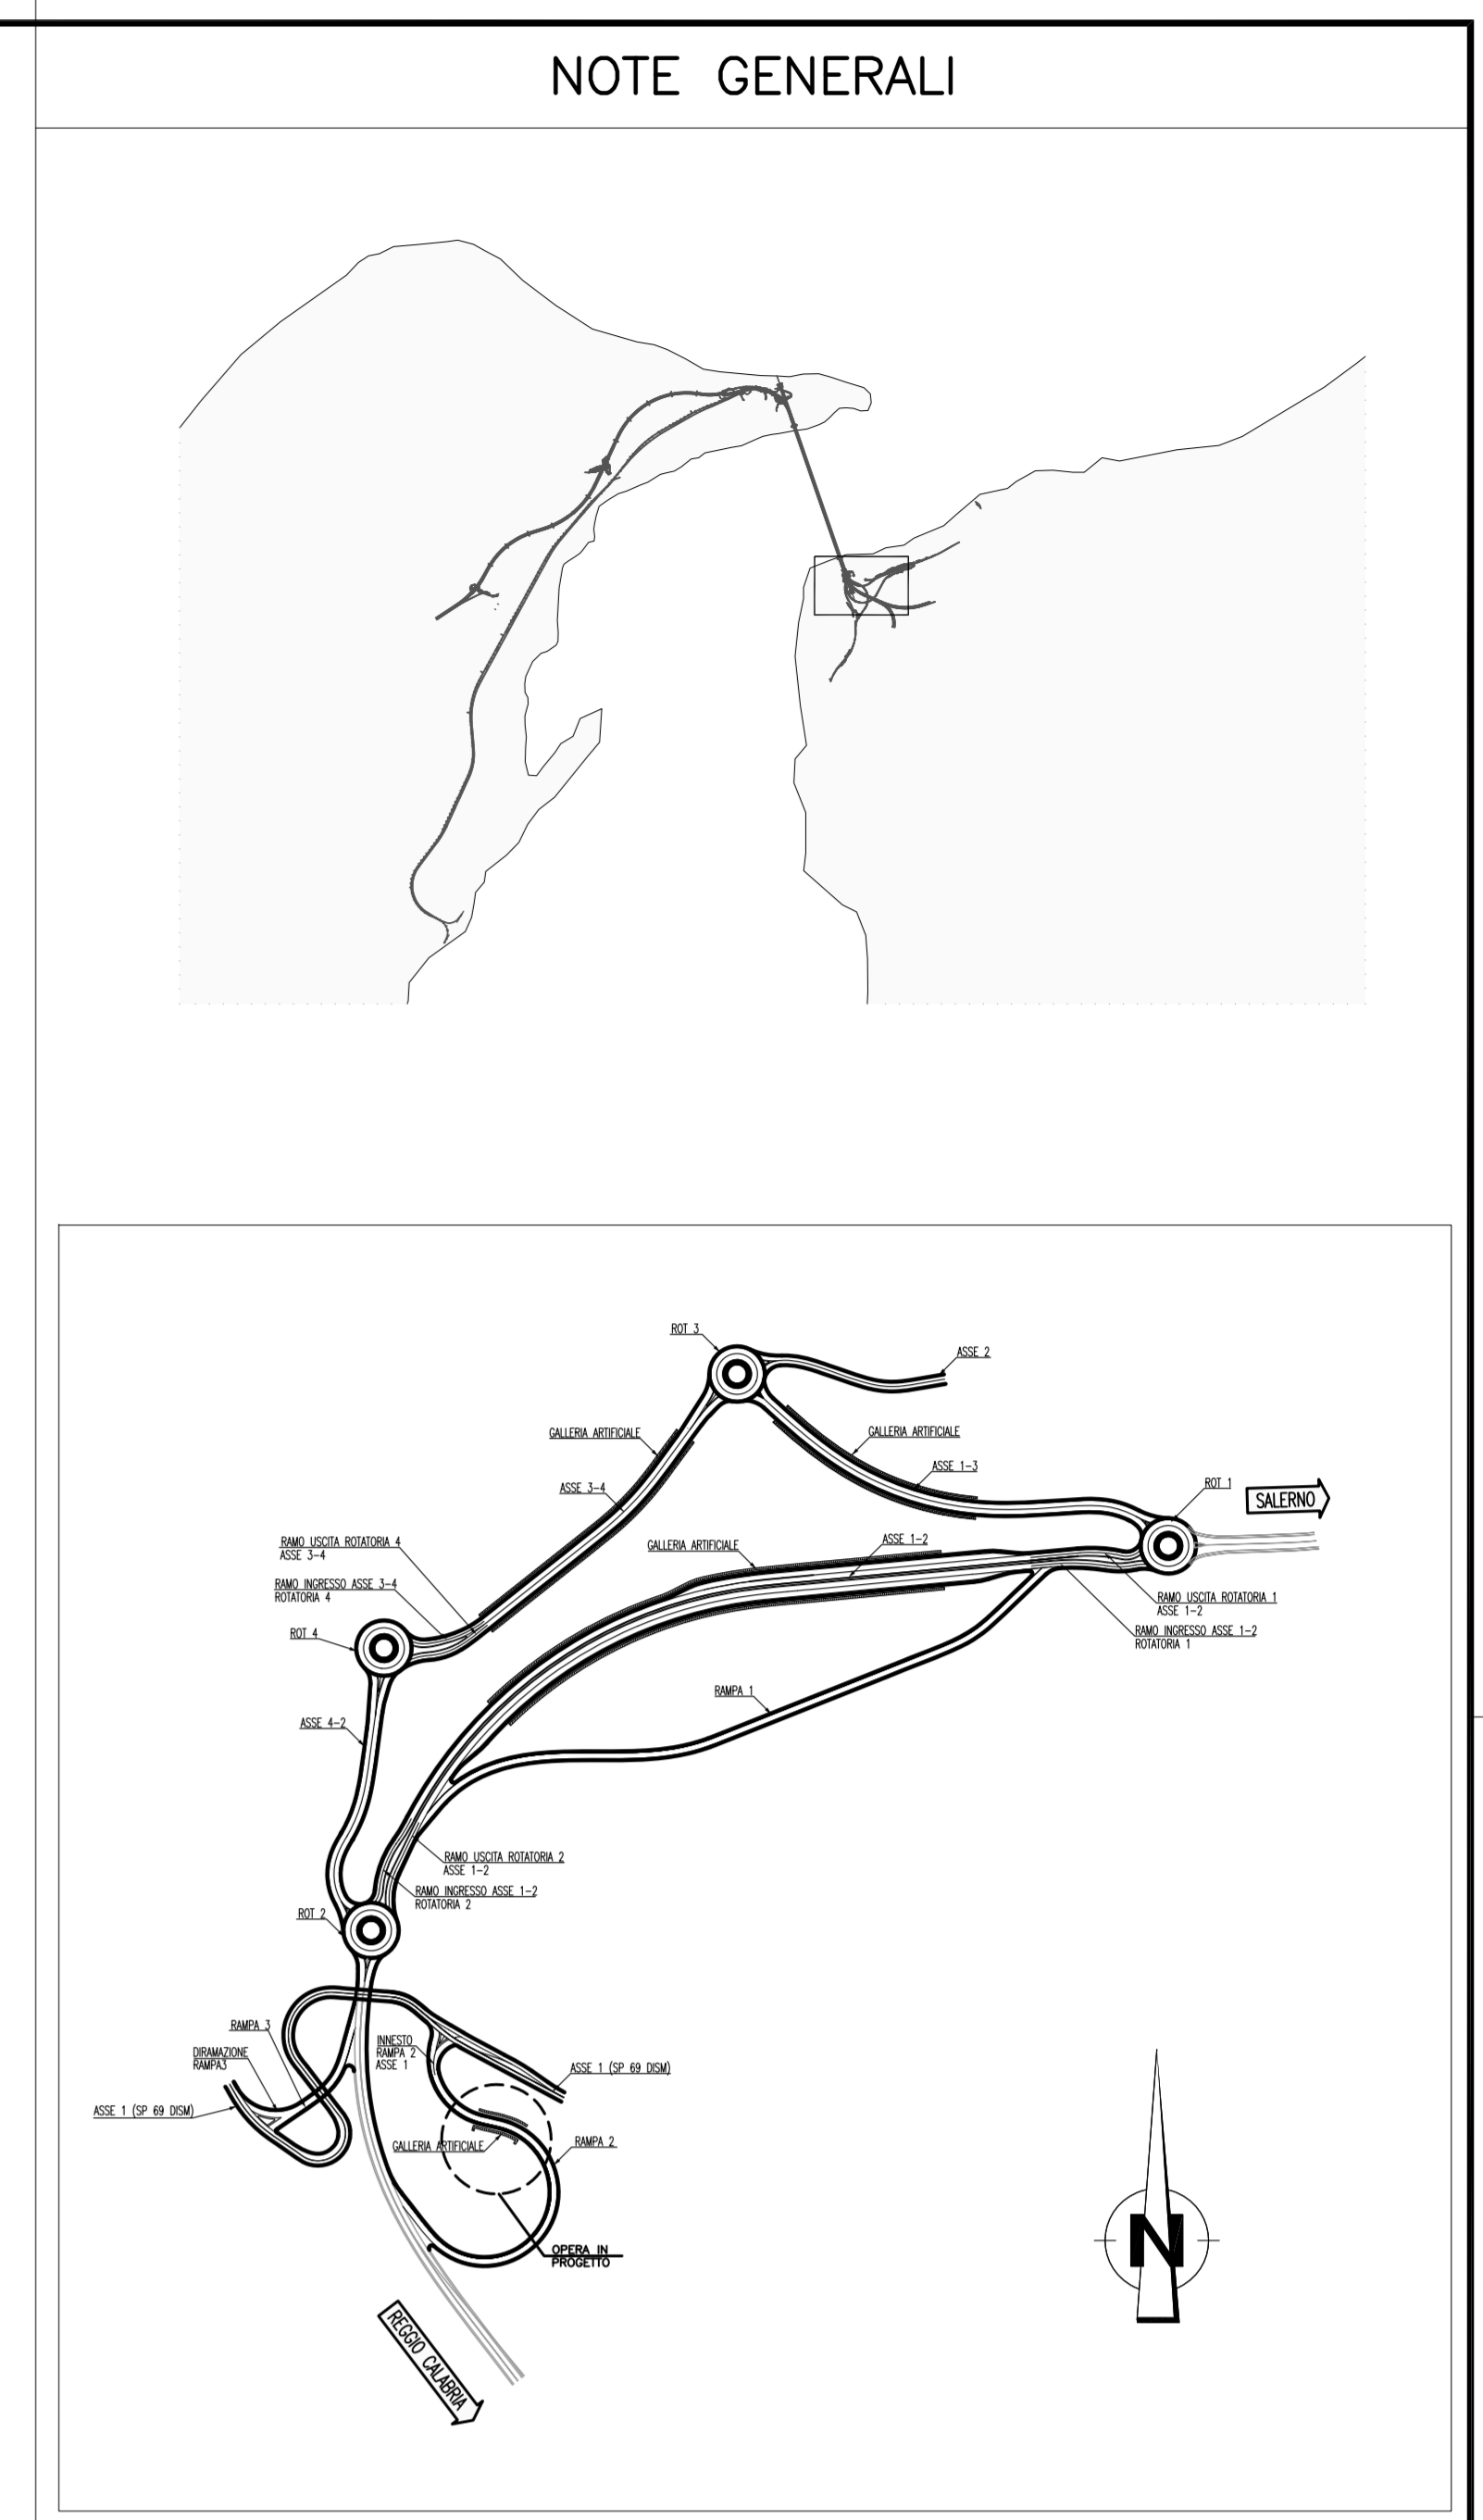 NOTE GENERALI
ROT 3
ASSE 2
GALLERIA ARTIFICIALE
GALLERIA ARTIFICIALE
ASSE 1-3
ASSE 3-4
ROT 1
SALERNO
RAMO USCITA ROTATORIA 4
ASSE 3-4
GALLERIA ARTIFICIALE
ASSE 1-2
RAMO INGRESSO ASSE 3-4
ROTATORIA 4
RAMO USCITA ROTATORIA 1
ASSE 1-2
ROT 4
RAMO INGRESSO ASSE 1-2
ROTATORIA 1
RAMPA 1
ASSE 4-2
RAMO USCITA ROTATORIA 2
ASSE 1-2
RAMO INGRESSO ASSE 1-2
ROTATORIA 2
ROT 2
RAMPA 3
INNESTO
RAMPA 2
ASSE 1
DIRAMAZIONE
RAMPA3
ASSE 1 (SP 69 DISM)
ASSE 1 (SP 69 DISM)
GALLERIA ARTIFICIALE
RAMPA 2
OPERA IN
PROGETTO
N
REGGIO CALABRIA